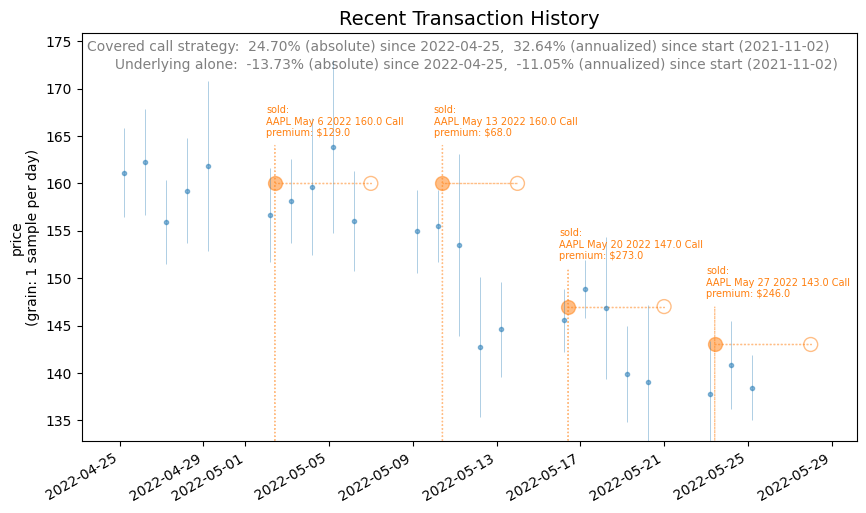 Recent Transaction History
Covered call strategy:  24.70% (absolute) since 2022-04-25,  32.64% (annualized) since start (2021-11-02)
Underlying alone:  -13.73% (absolute) since 2022-04-25,  -11.05% (annualized) since start (2021-11-02)
175
170
165
160
155
150
145
140
135
price
(grain: 1 sample per day)
sold:
AAPL May 6 2022 160.0 Call
premium: $129.0
sold:
AAPL May 13 2022 160.0 Call
premium: $68.0
sold:
AAPL May 20 2022 147.0 Call
premium: $273.0
sold:
AAPL May 27 2022 143.0 Call
premium: $246.0
2022-04-25
2022-04-29
2022-05-01
2022-05-05
2022-05-09
2022-05-13
2022-05-17
2022-05-21
2022-05-25
2022-05-29